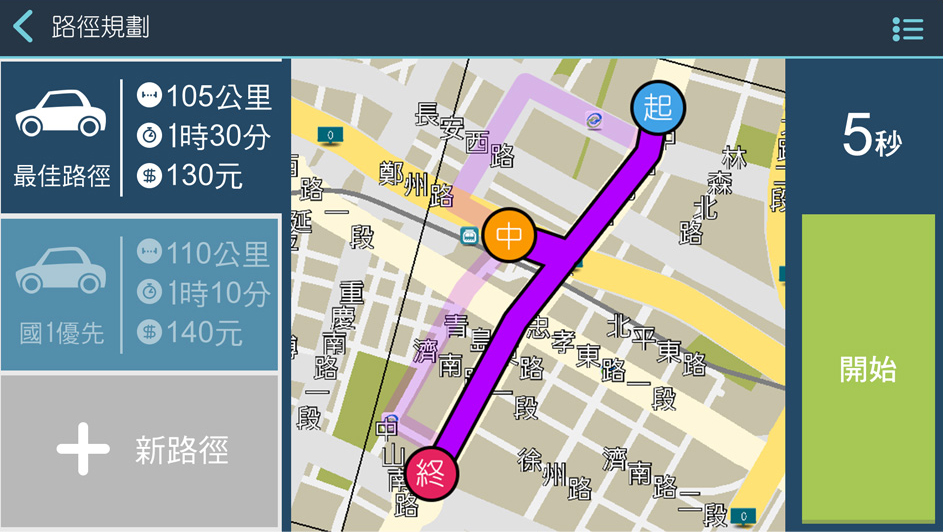 路徑規劃
105公里
1時30分
最佳路徑
130元
110公里
1時10分
國1優先
140元
新路徑
5秒
開始
起
中
終
0
長安西路
鄭州路
林森北路
延
路一段
重慶南路一段
青島
濟南
路
一段
忠孝東路一段
北平東路
中山南路
徐州路
濟南路一段
0